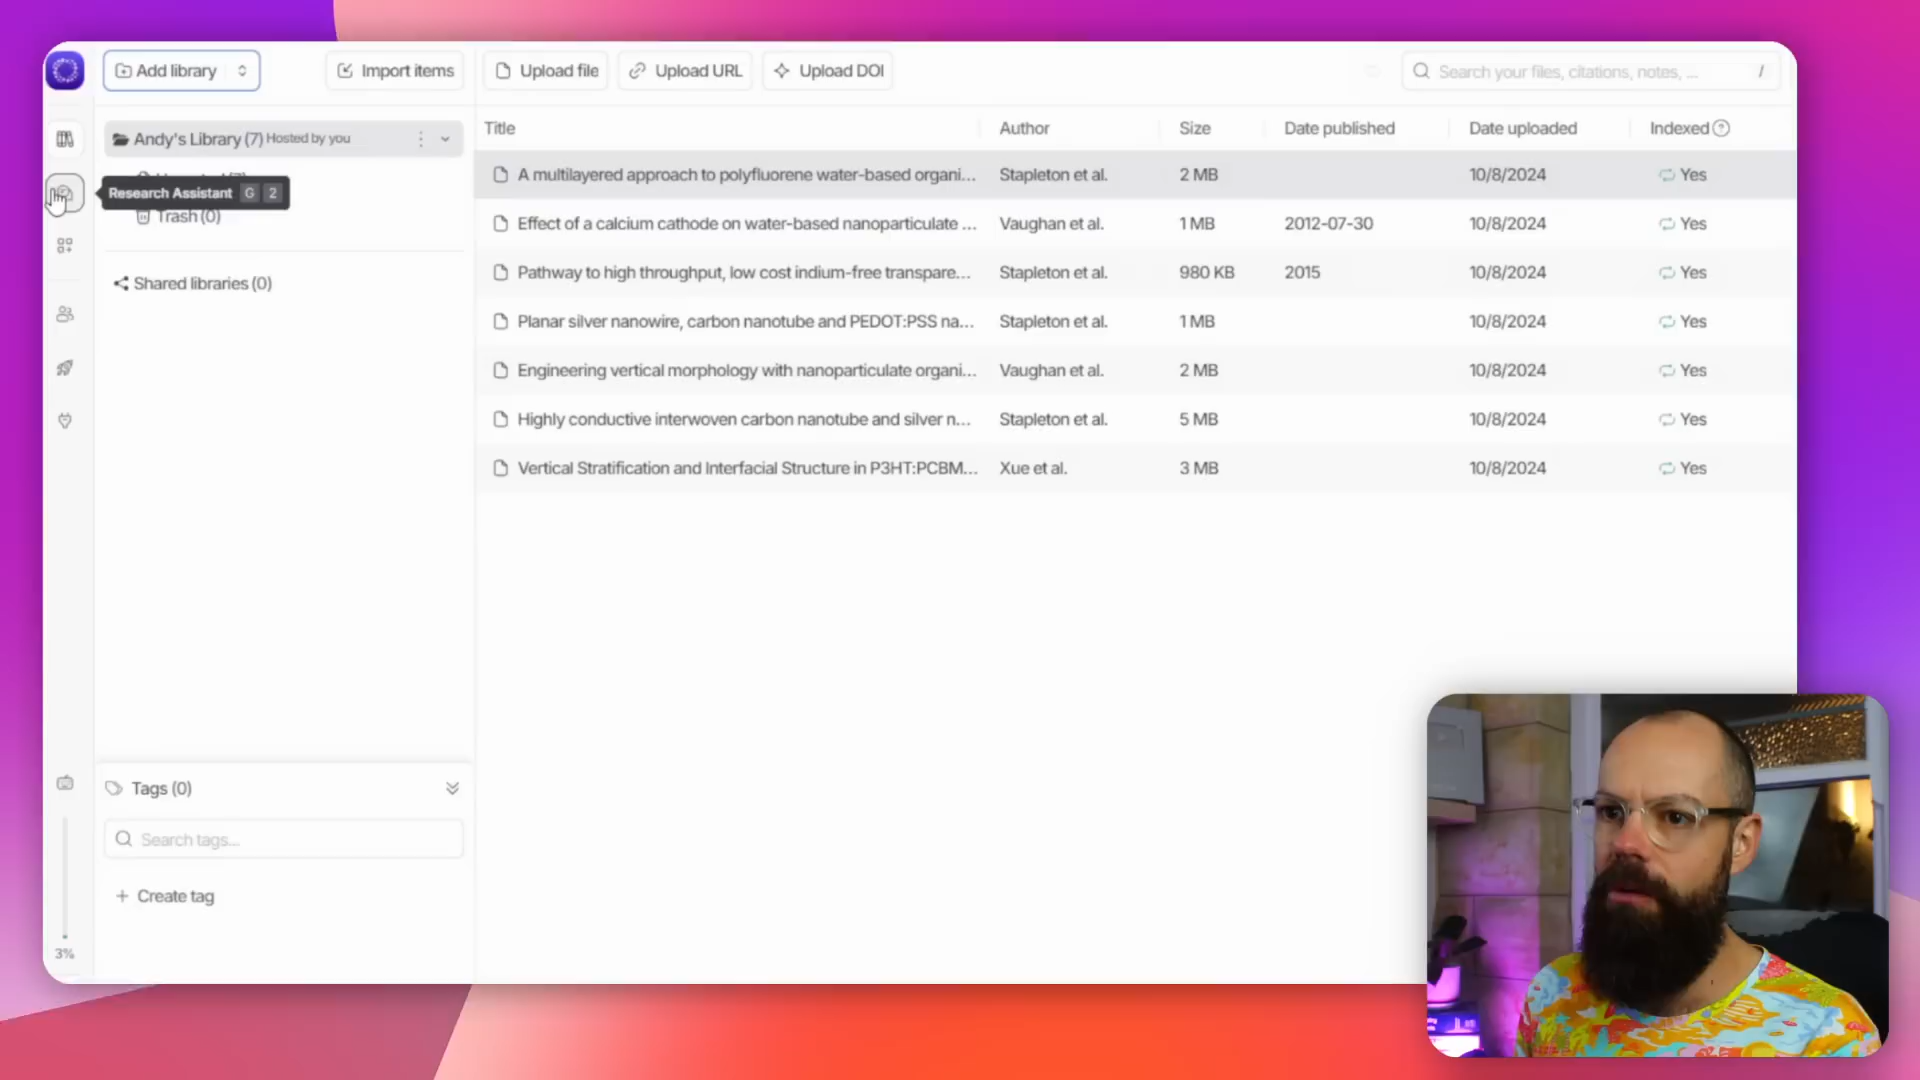 Add library
Import items
Upload file
Upload URL
Upload DOI
Search your files, citations, notes, ...
/
Andy's Library (7) Hosted by you
Research Assistant G 2
Trash (0)
Shared libraries (0)
Title Author Size Date published Date uploaded Indexed
A multilayered approach to polyfluorene water-based organi... Stapleton et al. 2 MB 10/8/2024 Yes
Effect of a calcium cathode on water-based nanoparticulate ... Vaughan et al. 1 MB 2012-07-30 10/8/2024 Yes
Pathway to high throughput, low cost indium-free transpare... Stapleton et al. 980 KB 2015 10/8/2024 Yes
Planar silver nanowire, carbon nanotube and PEDOT:PSS na... Stapleton et al. 1 MB 10/8/2024 Yes
Engineering vertical morphology with nanoparticulate organi... Vaughan et al. 2 MB 10/8/2024 Yes
Highly conductive interwoven carbon nanotube and silver n... Stapleton et al. 5 MB 10/8/2024 Yes
Vertical Stratification and Interfacial Structure in P3HT:PCBM... Xue et al. 3 MB 10/8/2024 Yes
Tags (0)
Search tags...
+ Create tag
3%